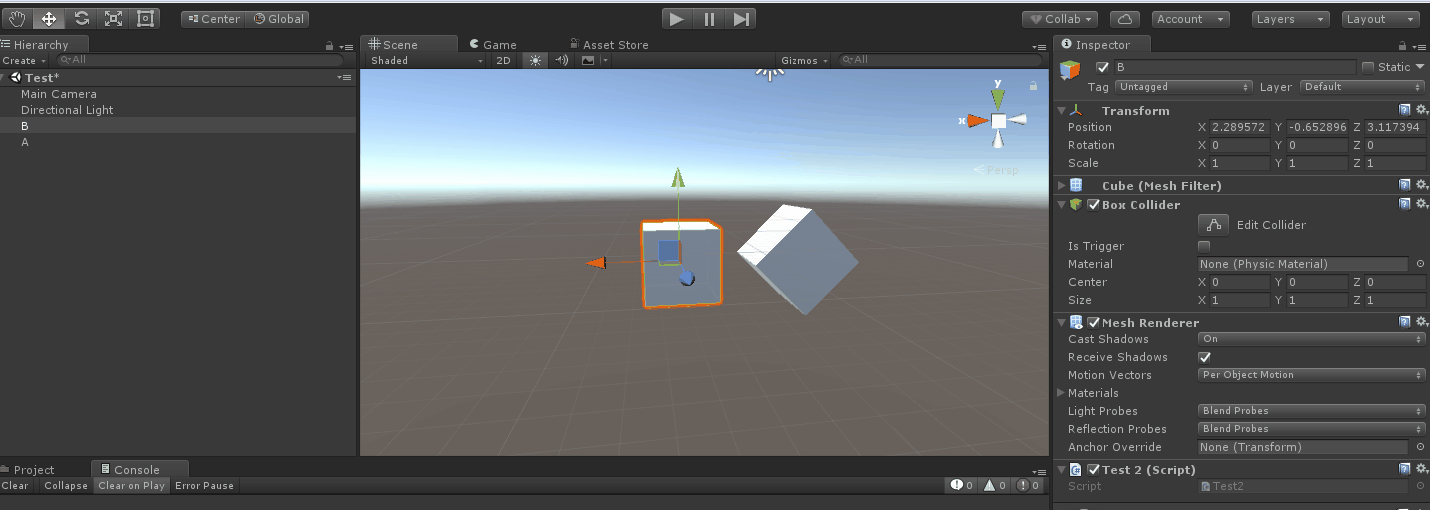 Center Global Collab Account Layers Layout
Hierarchy
Create All
Test*
Main Camera
Directional Light
B
A
Scene Game Asset Store
Shaded 2D Gizmos All
y
x
Persp
Inspector
B Static
Tag Untagged Layer Default
Transform
Position X 2.289572 Y -0.652896 Z 3.117394
Rotation X 0 Y 0 Z 0
Scale X 1 Y 1 Z 1
Cube (Mesh Filter)
Box Collider
Edit Collider
Is Trigger
Material None (Physic Material)
Center X 0 Y 0 Z 0
Size X 1 Y 1 Z 1
Mesh Renderer
Cast Shadows On
Receive Shadows
Motion Vectors Per Object Motion
Materials
Light Probes Blend Probes
Reflection Probes Blend Probes
Anchor Override None (Transform)
Test 2 (Script)
Script Test2
Project Console
Clear Collapse Clear on Play Error Pause 0 0 0